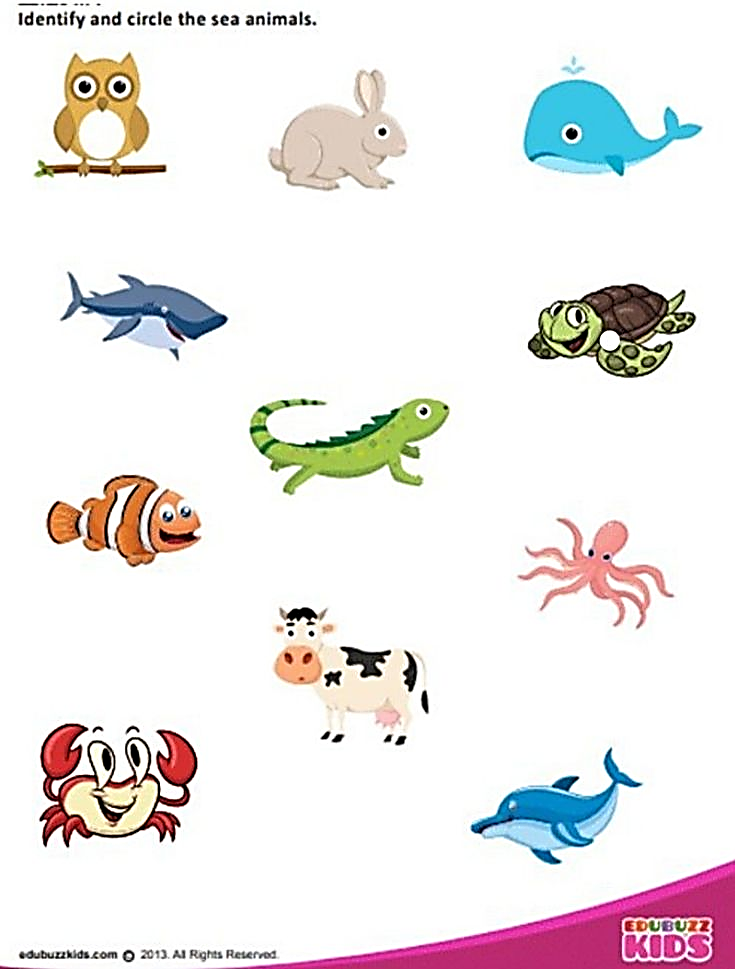 Identify and circle the sea animals.
EDUBUZZ
KIDS
edubuzzkids.com © 2013. All Rights Reserved.